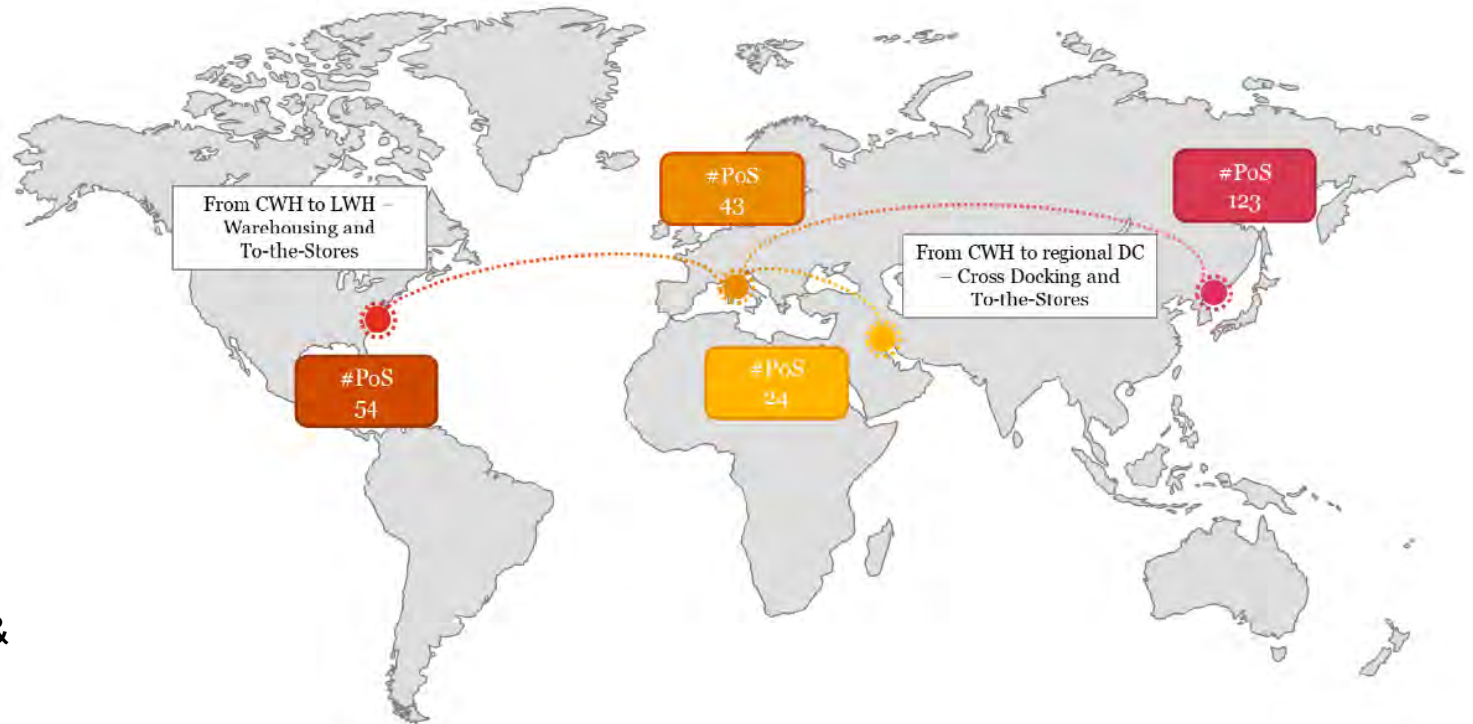 #PoS
43
#PoS
123
From CWH to LWH –
Warehousing and
To-the-Stores
From CWH to regional DC
– Cross Docking and
To-the-Stores
#PoS
54
#PoS
24
&